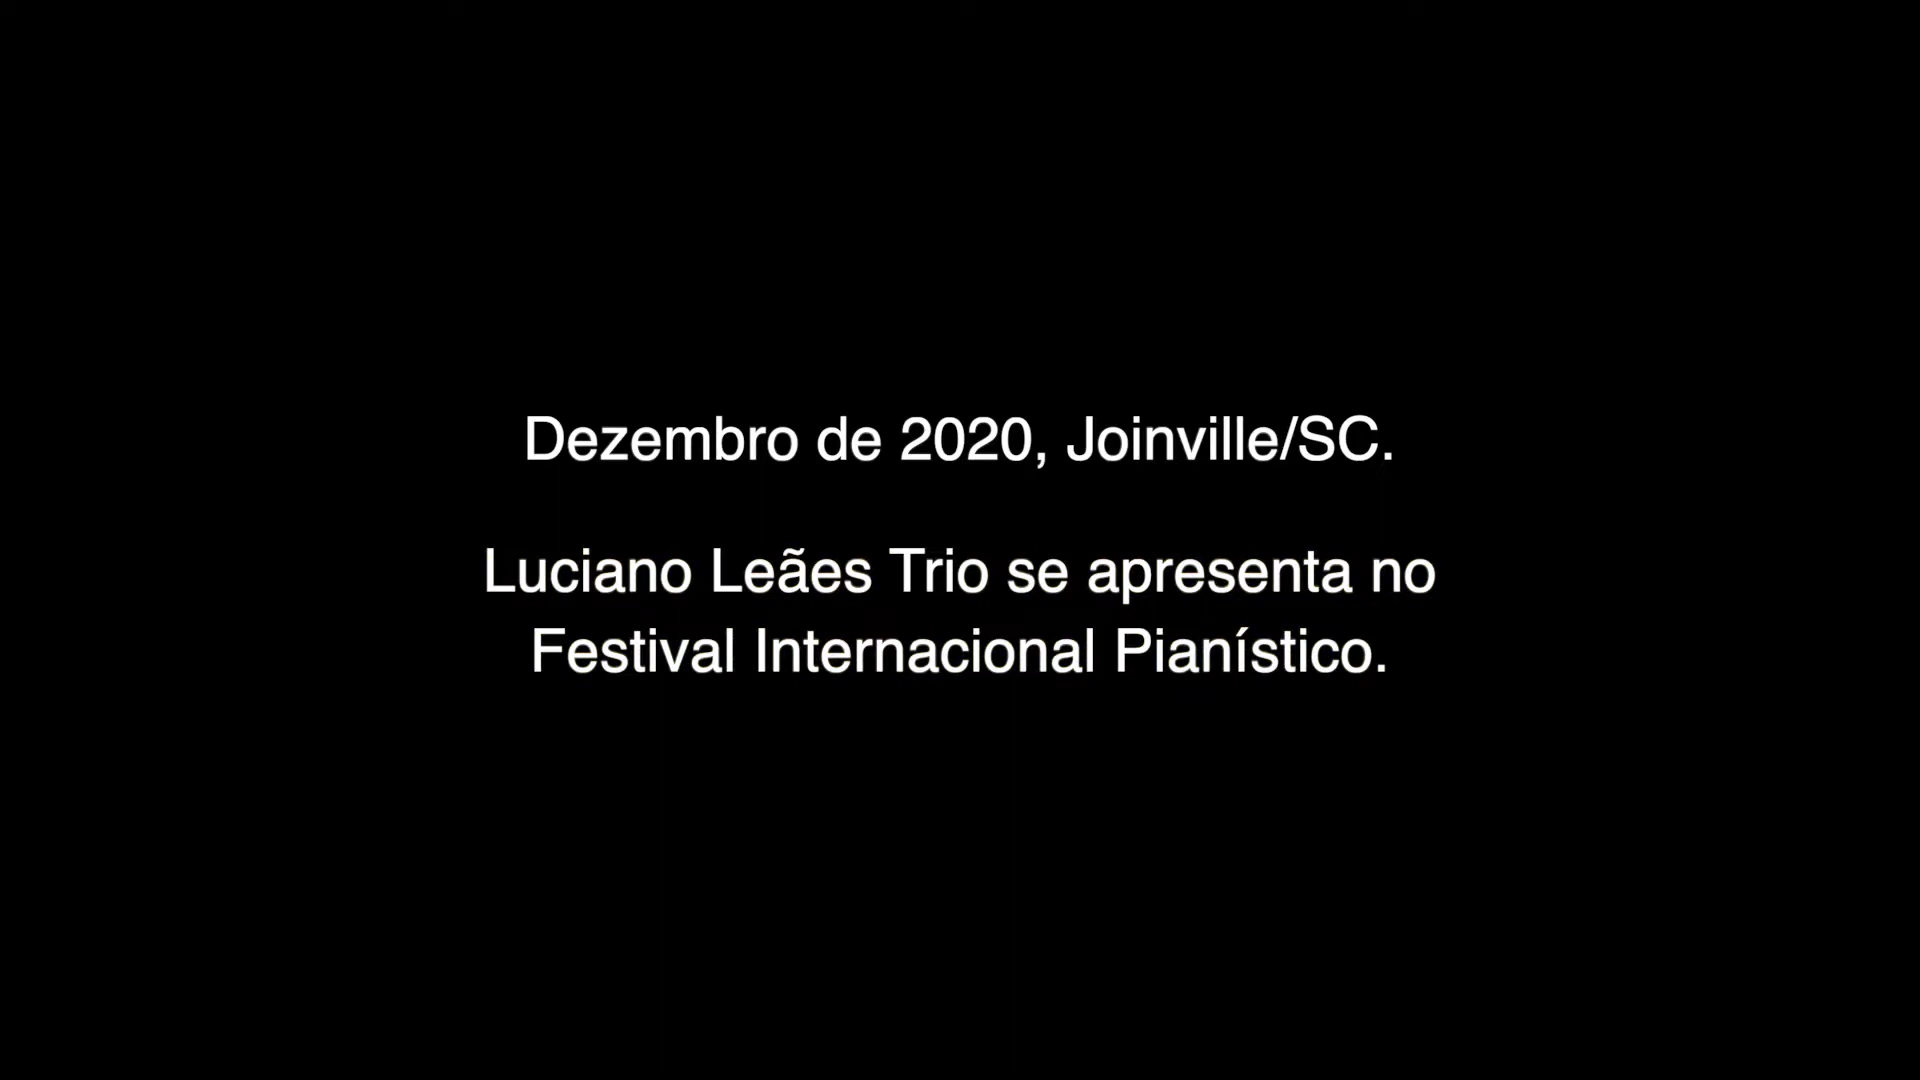 Dezembro de 2020, Joinville/SC.
Luciano Leães Trio se apresenta no
Festival Internacional Pianístico.